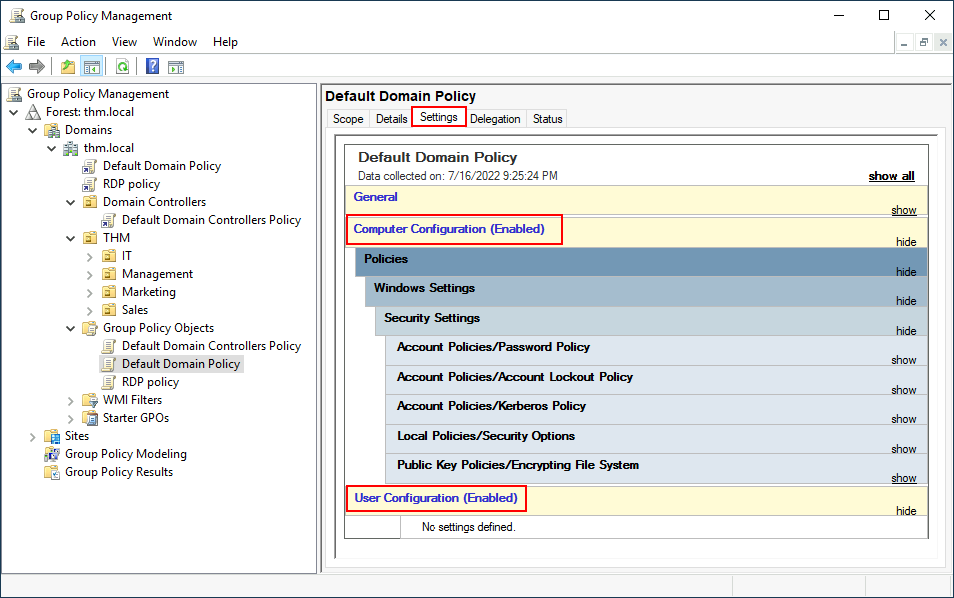 Group Policy Management
File Action View Window Help
Group Policy Management
Forest: thm.local
Domains
thm.local
Default Domain Policy
RDP policy
Domain Controllers
Default Domain Controllers Policy
THM
IT
Management
Marketing
Sales
Group Policy Objects
Default Domain Controllers Policy
Default Domain Policy
RDP policy
WMI Filters
Starter GPOs
Sites
Group Policy Modeling
Group Policy Results
Default Domain Policy
Scope Details Settings Delegation Status
Default Domain Policy
Data collected on: 7/16/2022 9:25:24 PM show all
General
show
Computer Configuration (Enabled)
hide
Policies
hide
Windows Settings
hide
Security Settings
hide
Account Policies/Password Policy
show
Account Policies/Account Lockout Policy
show
Account Policies/Kerberos Policy
show
Local Policies/Security Options
show
Public Key Policies/Encrypting File System
show
User Configuration (Enabled)
hide
No settings defined.